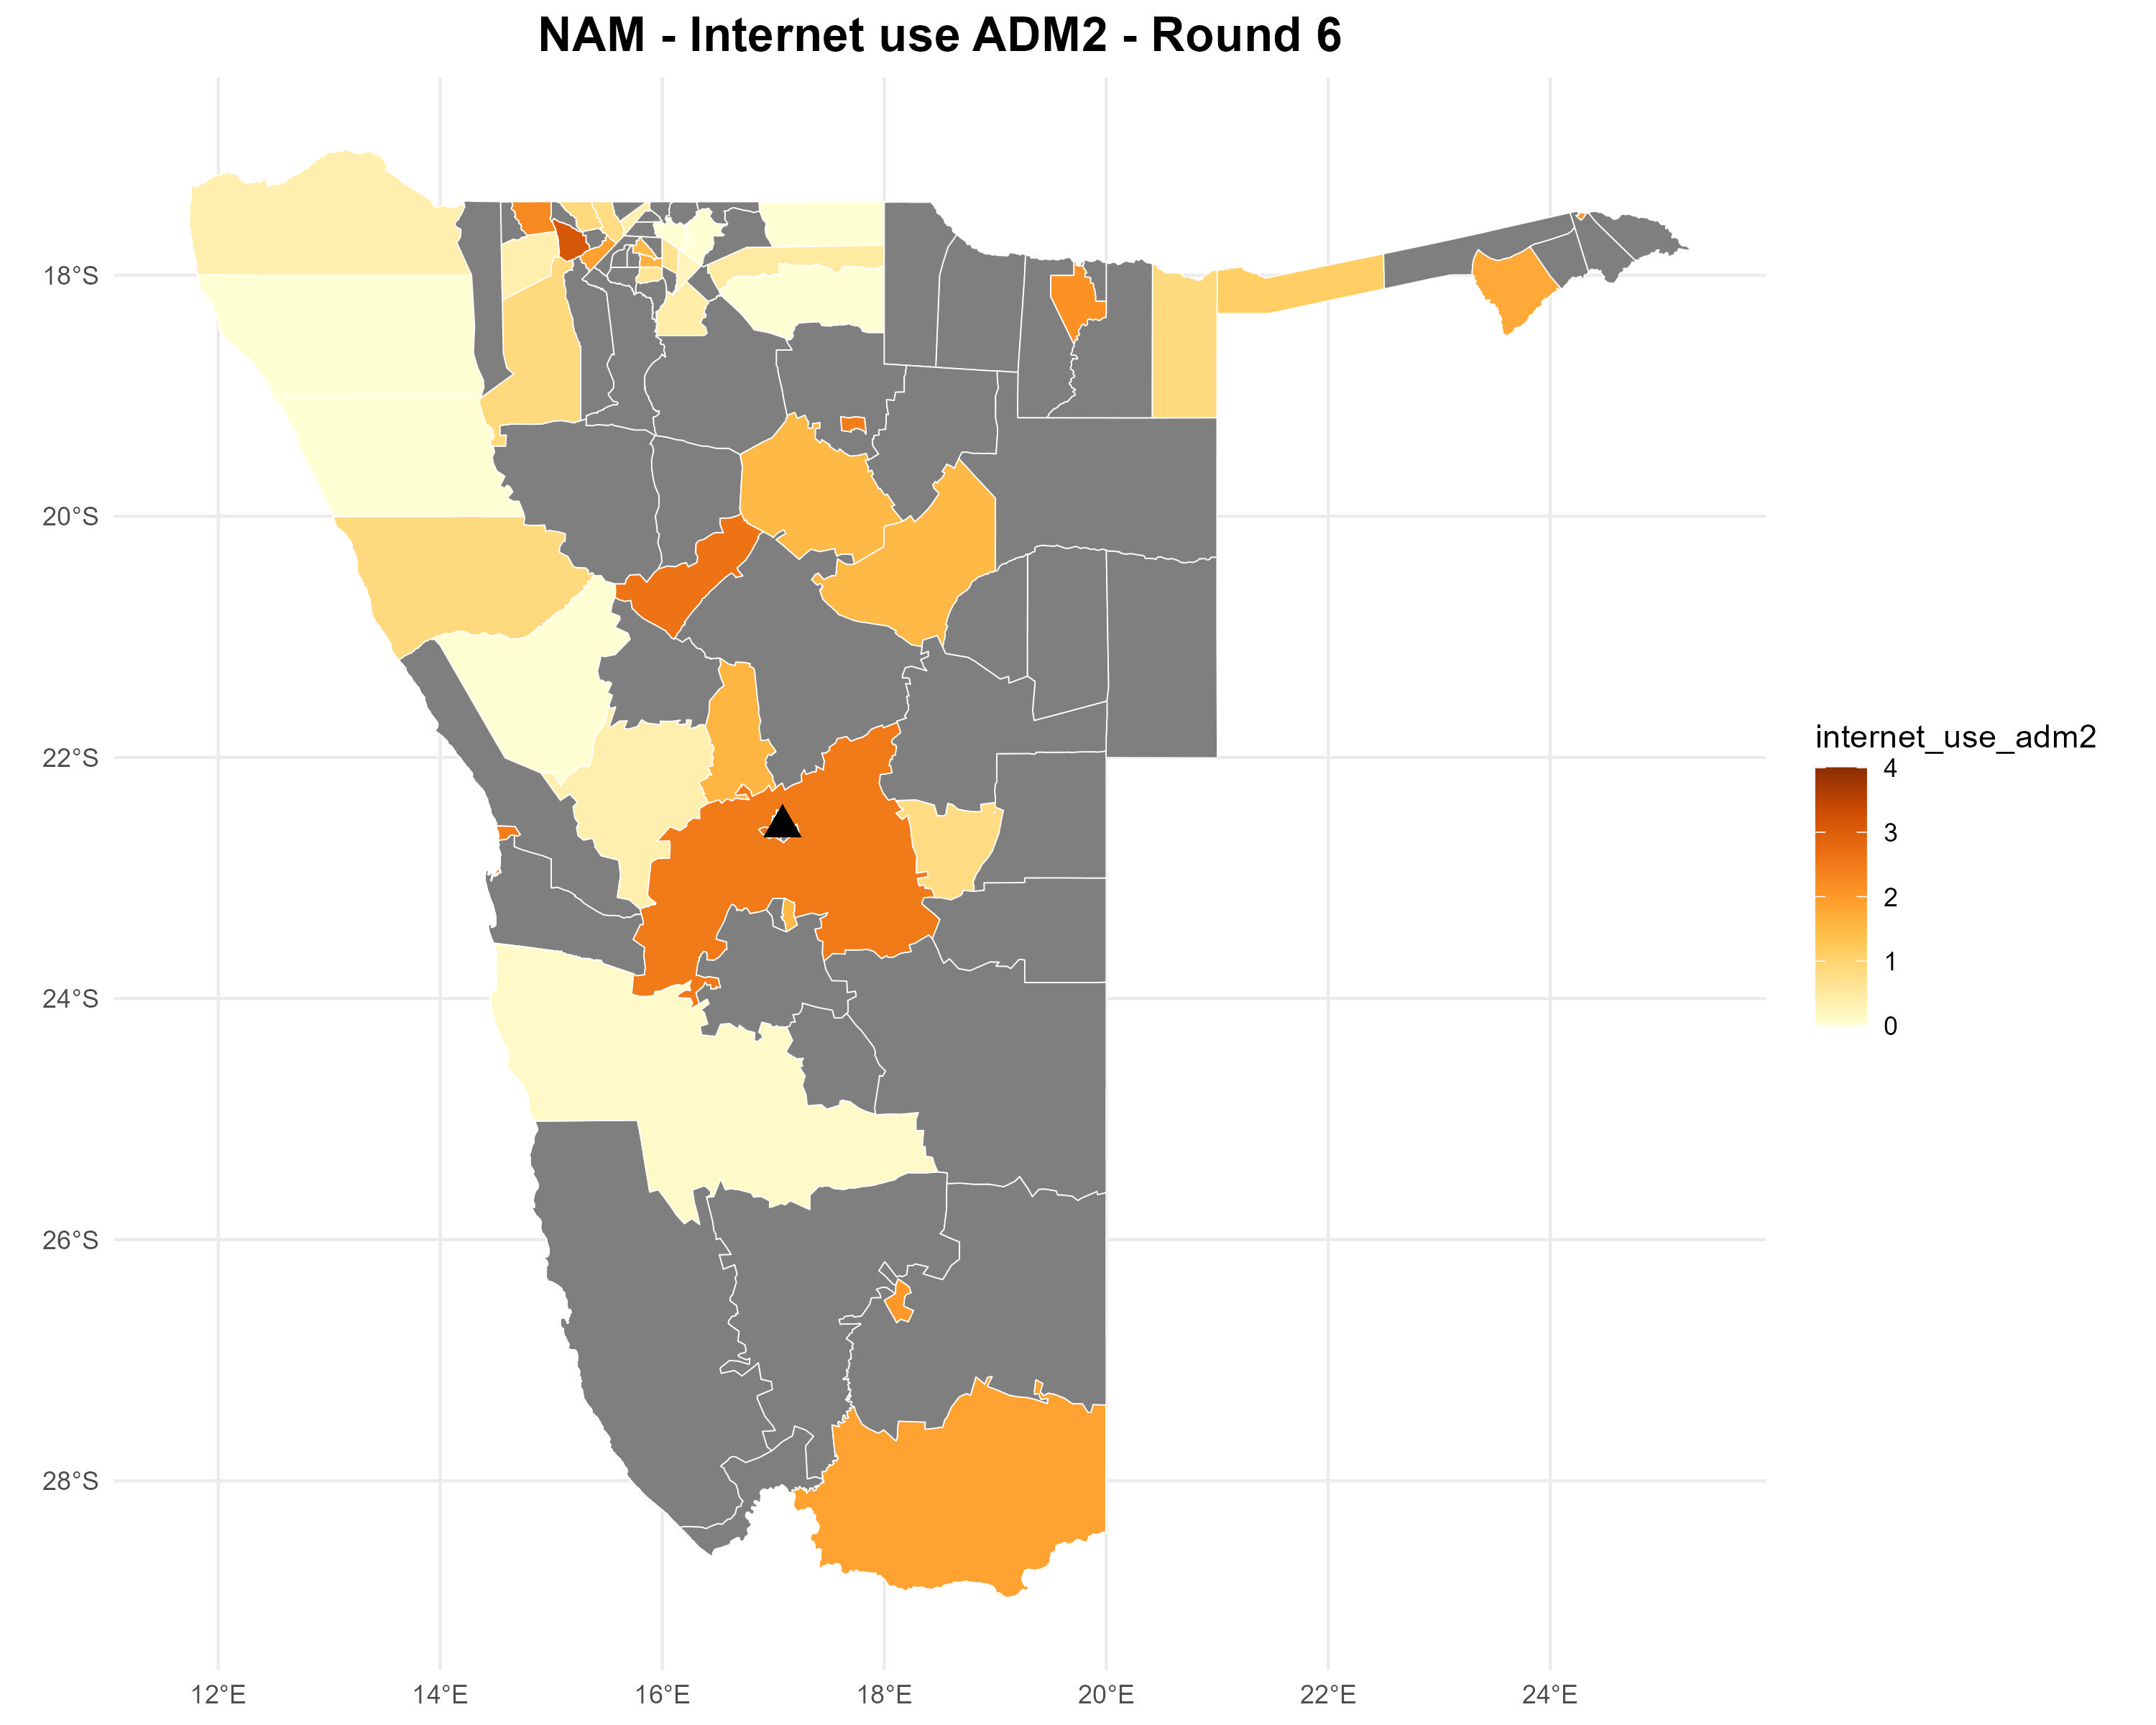 NAM - Internet use ADM2 - Round 6
18°S
20°S
22°S
24°S
26°S
28°S
12°E
14°E
16°E
18°E
20°E
22°E
24°E
internet_use_adm2
4
3
2
1
0